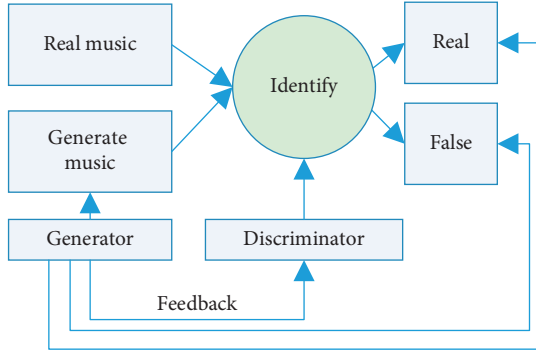 Real music
Identify
Real
Generate
music
False
Generator
Discriminator
Feedback